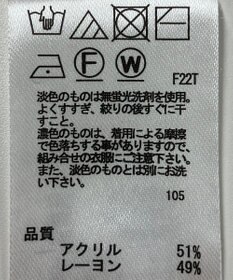 F
W
F22T
淡色のものは無蛍光洗剤を使用。
よくすすぎ、絞りの後すぐに干
すこと。
濃色のものは、着用による摩擦
で色落ちする事がありますので、
組み合せの衣服にご注意下さい。
また、淡色のものとは別にお洗
い下さい。
105
品質
アクリル 51%
レーヨン 49%